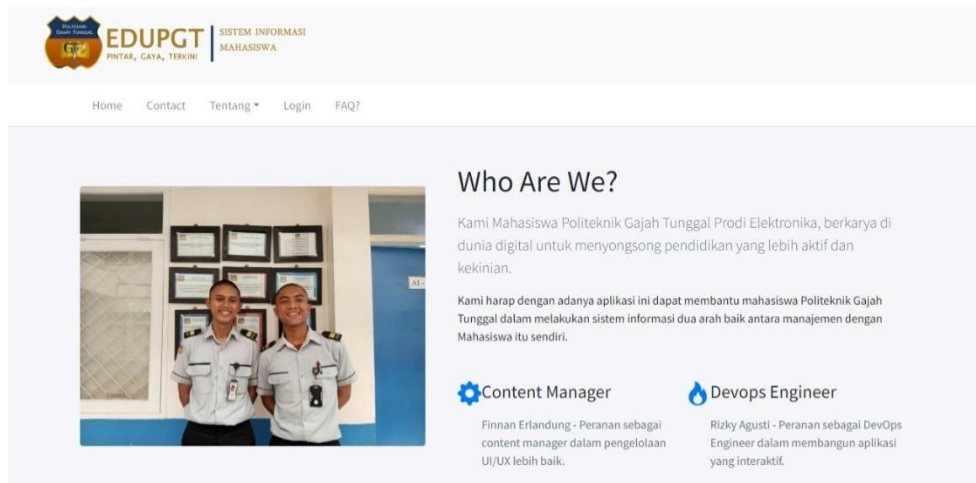 POLITEKNIK
GAJAH TUNGGAL
EDUPGT
PINTAR, GAYA, TERKINI
SISTEM INFORMASI
MAHASISWA
Home Contact Tentang Login FAQ?
Who Are We?
Kami Mahasiswa Politeknik Gajah Tunggal Prodi Elektronika, berkarya di
dunia digital untuk menyongsong pendidikan yang lebih aktif dan
kekinian.
Kami harap dengan adanya aplikasi ini dapat membantu mahasiswa Politeknik Gajah
Tunggal dalam melakukan sistem informasi dua arah baik antara manajemen dengan
Mahasiswa itu sendiri.
Content Manager
Finnan Erlandung - Peranan sebagai
content manager dalam pengelolaan
UI/UX lebih baik.
Devops Engineer
Rizky Agusti - Peranan sebagai DevOps
Engineer dalam membangun aplikasi
yang interaktif.